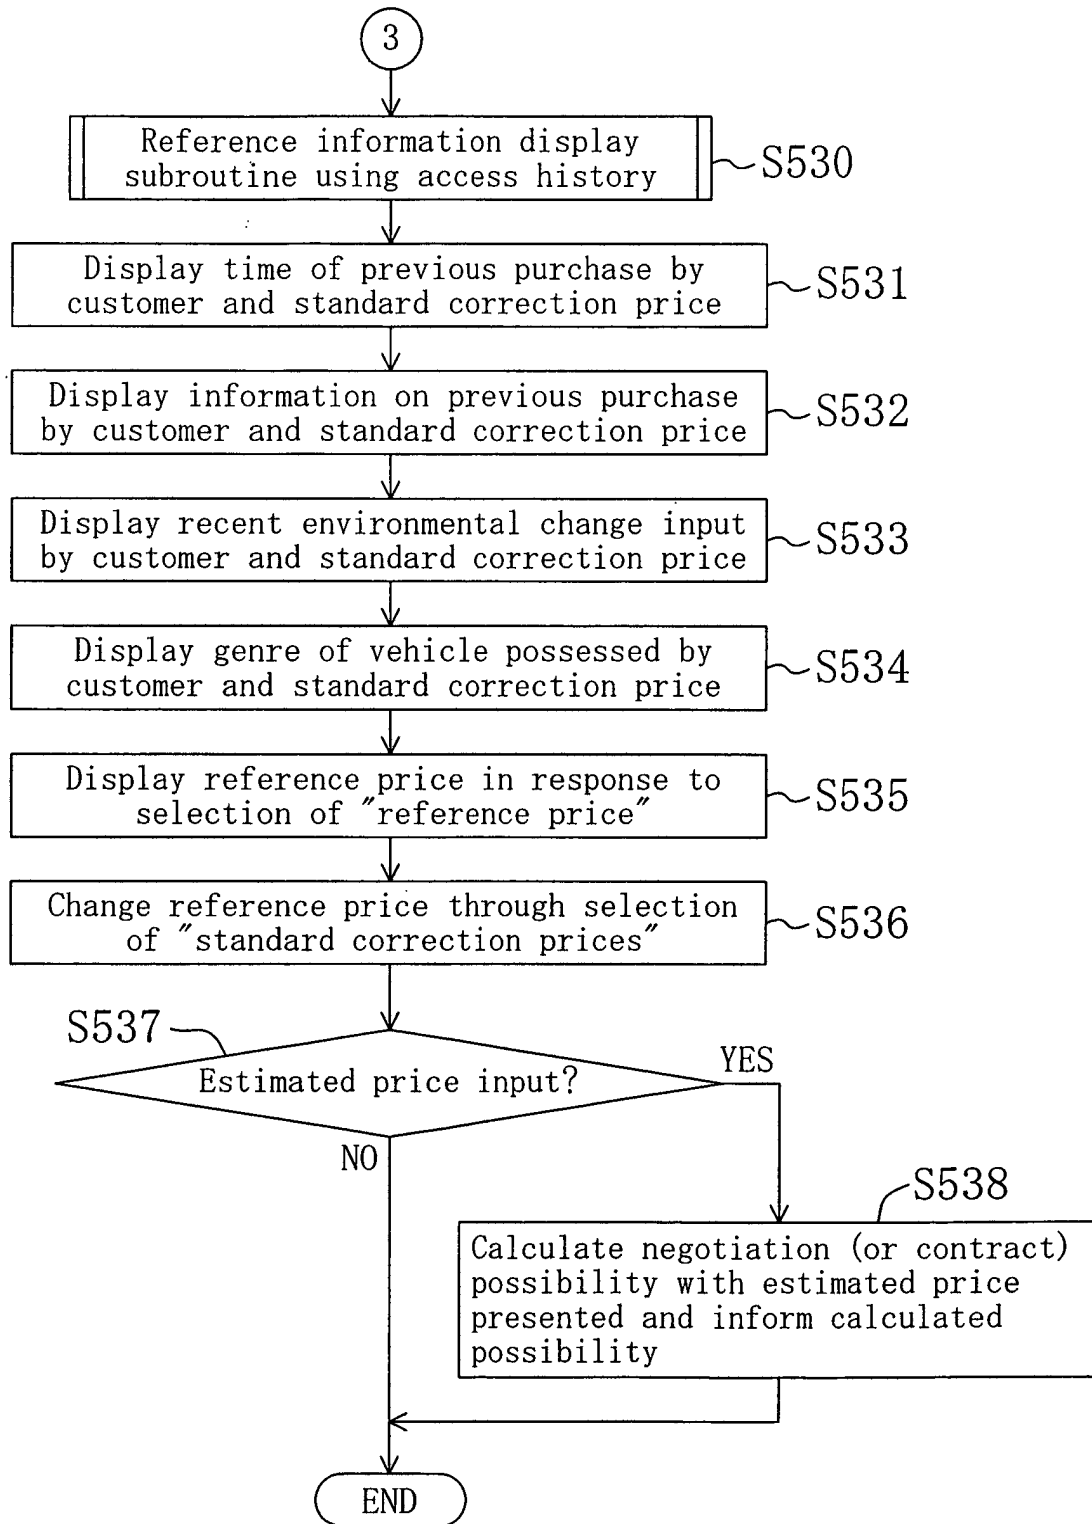 3
Reference information display
subroutine using access history
S530
Display time of previous purchase by
customer and standard correction price
S531
Display information on previous purchase
by customer and standard correction price
S532
Display recent environmental change input
by customer and standard correction price
S533
Display genre of vehicle possessed by
customer and standard correction price
S534
Display reference price in response to
selection of "reference price"
S535
Change reference price through selection
of "standard correction prices"
S536
S537
Estimated price input?
YES
NO
S538
Calculate negotiation (or contract)
possibility with estimated price
presented and inform calculated
possibility
END